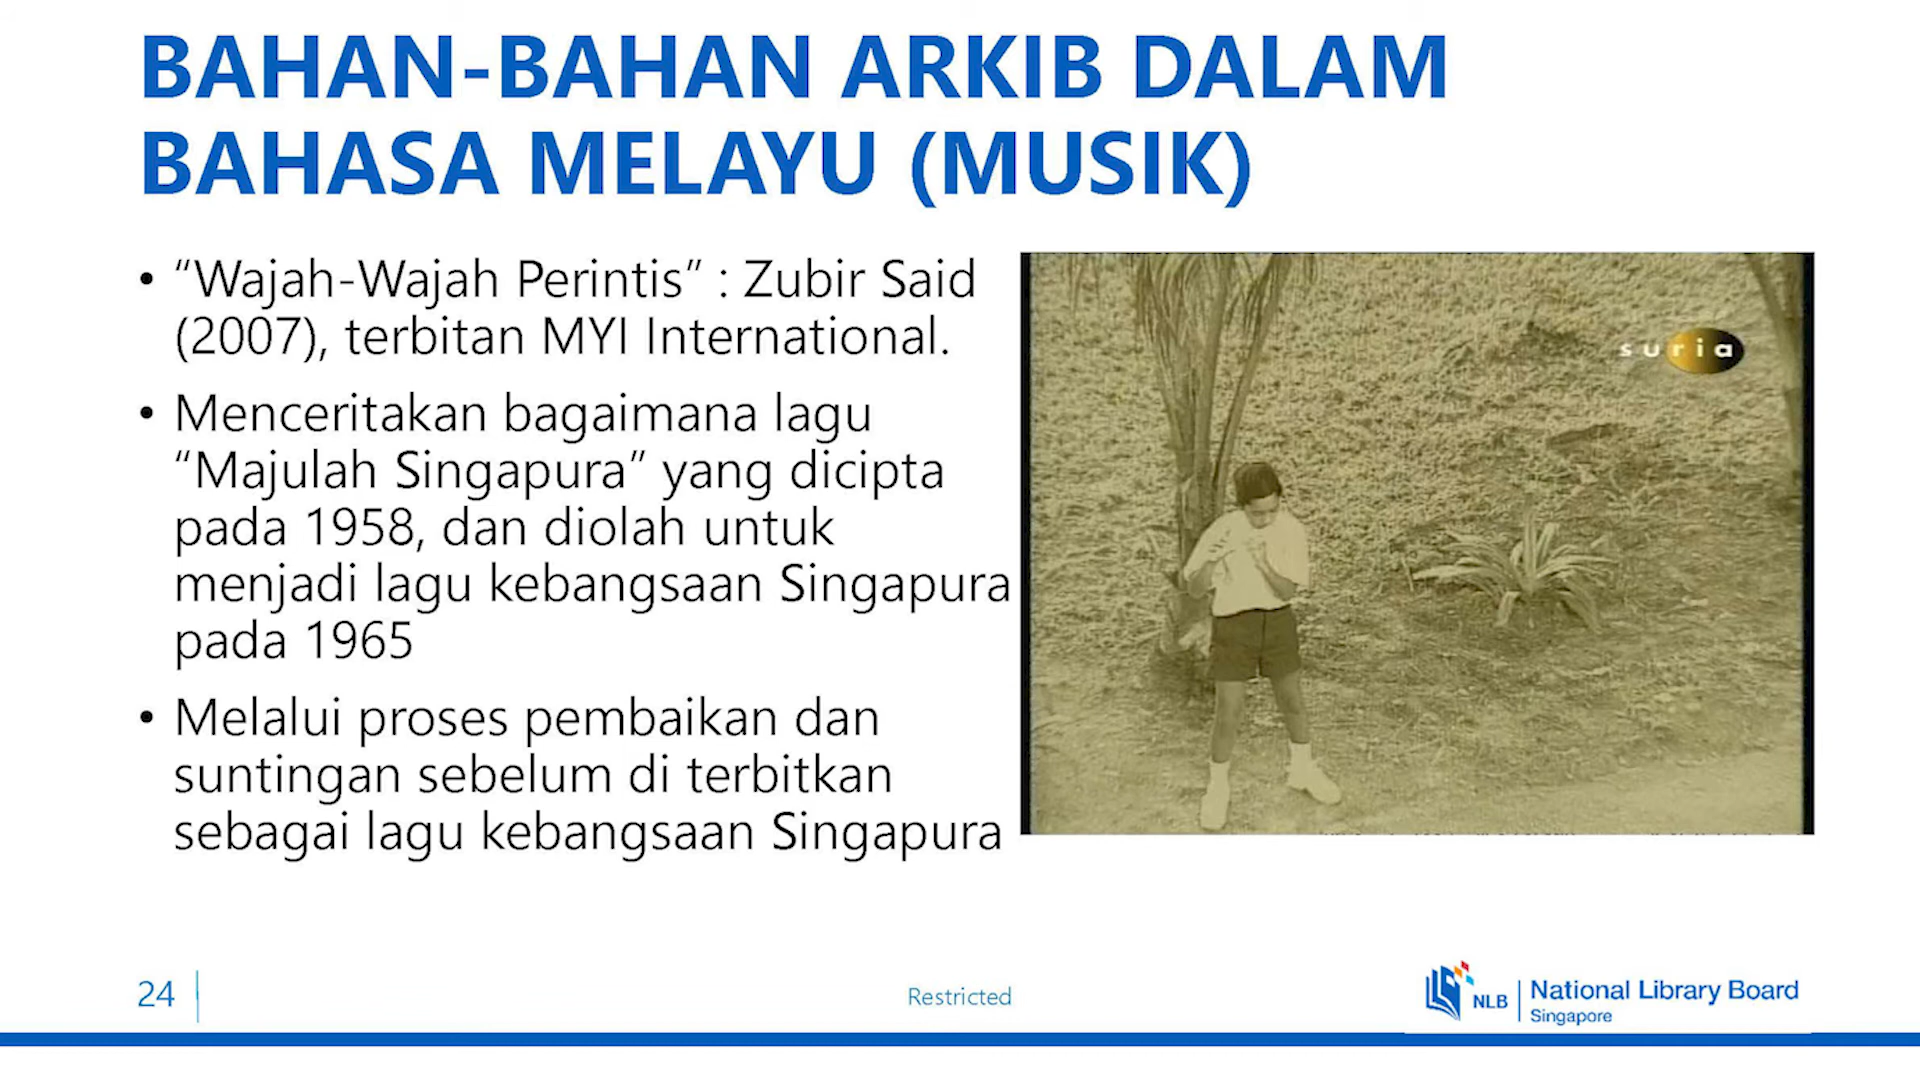 BAHAN-BAHAN ARKIB DALAM
BAHASA MELAYU (MUSIK)
• “Wajah-Wajah Perintis” : Zubir Said
(2007), terbitan MYI International.
• Menceritakan bagaimana lagu
“Majulah Singapura” yang dicipta
pada 1958, dan diolah untuk
menjadi lagu kebangsaan Singapura
pada 1965
• Melalui proses pembaikan dan
suntingan sebelum di terbitkan
sebagai lagu kebangsaan Singapura
suria
24
Restricted
NLB
National Library Board
Singapore